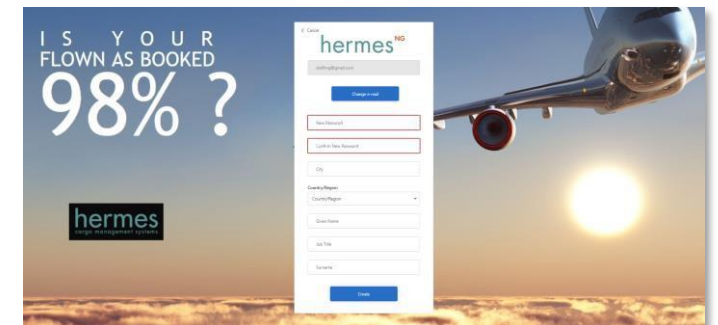 IS YOUR
FLOWN AS BOOKED
98% ?
hermes
cargo management systems
< Cancel
hermes NG
Change e-mail
New Password
Confirm New Password
City
Country/Region
Country/Region
Given Name
Job Title
Surname
Create